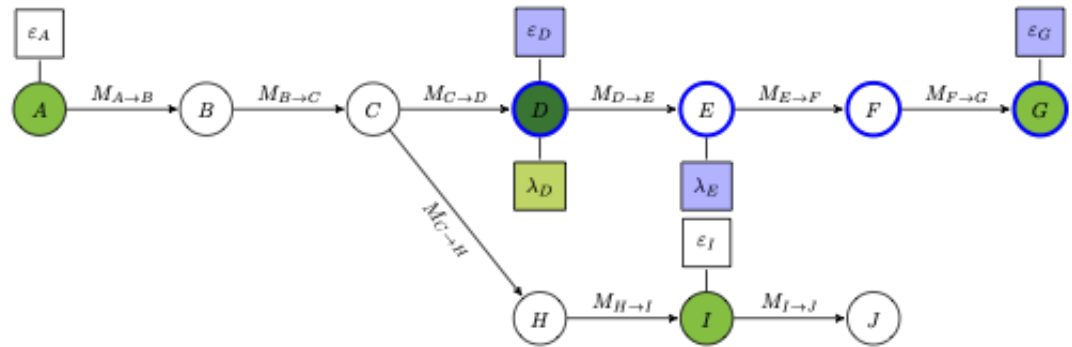 ε_A ε_D ε_G
M_{A→B} M_{B→C} M_{C→D} M_{D→E} M_{E→F} M_{F→G}
A B C D E F G
λ_D λ_E
M_{C→H}
ε_I
M_{H→I} M_{I→J}
H I J